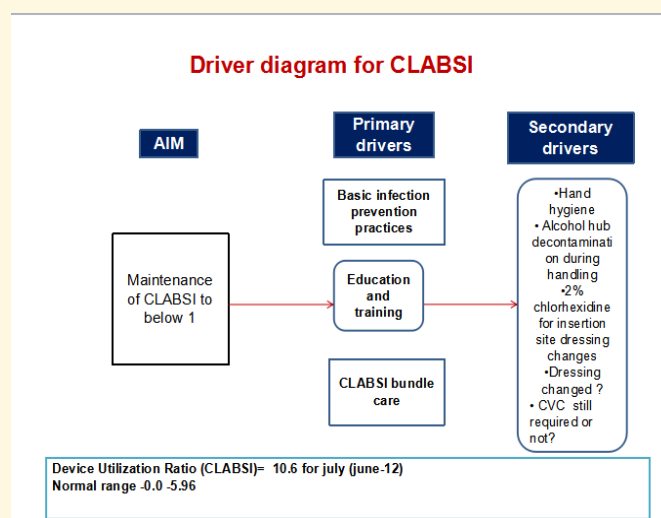 Driver diagram for CLABSI
AIM
Primary
drivers
Secondary
drivers
Maintenance
of CLABSI to
below 1
Basic infection
prevention
practices
Education
and
training
CLABSI bundle
care
•Hand
hygiene
• Alcohol hub
decontaminati
on during
handling
•2%
chlorhexidine
for insertion
site dressing
changes
•Dressing
changed ?
• CVC still
required or
not?
Device Utilization Ratio (CLABSI)= 10.6 for july (june-12)
Normal range -0.0 -5.96